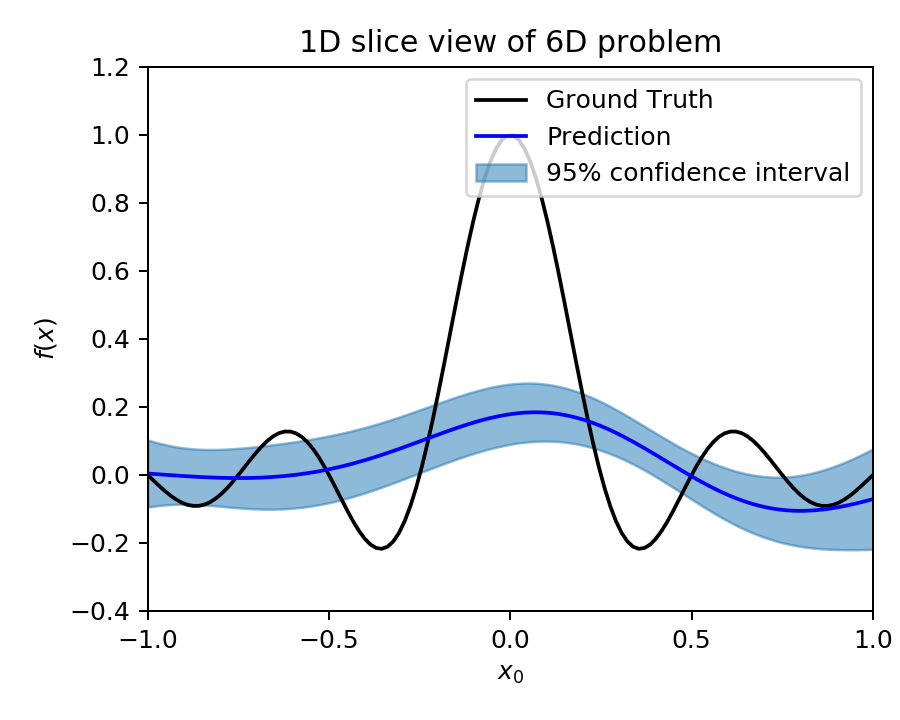 1D slice view of 6D problem
1.2
1.0
0.8
0.6
0.4
0.2
0.0
−0.2
−0.4
f(x)
Ground Truth
Prediction
95% confidence interval
−1.0 −0.5 0.0 0.5 1.0
x₀